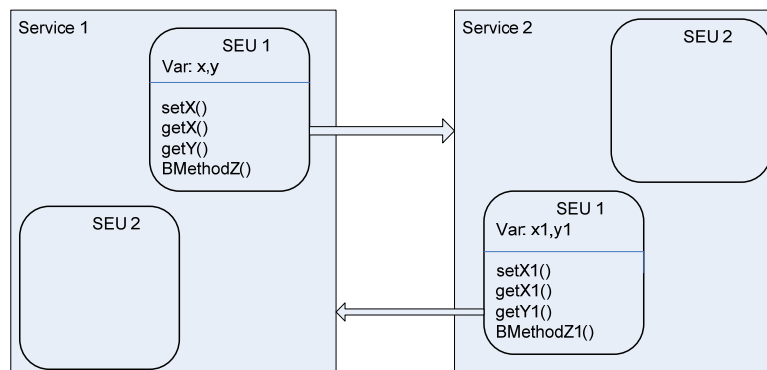 Service 1
SEU 1
Var: x,y
setX()
getX()
getY()
BMethodZ()
SEU 2
Service 2
SEU 2
SEU 1
Var: x1,y1
setX1()
getX1()
getY1()
BMethodZ1()